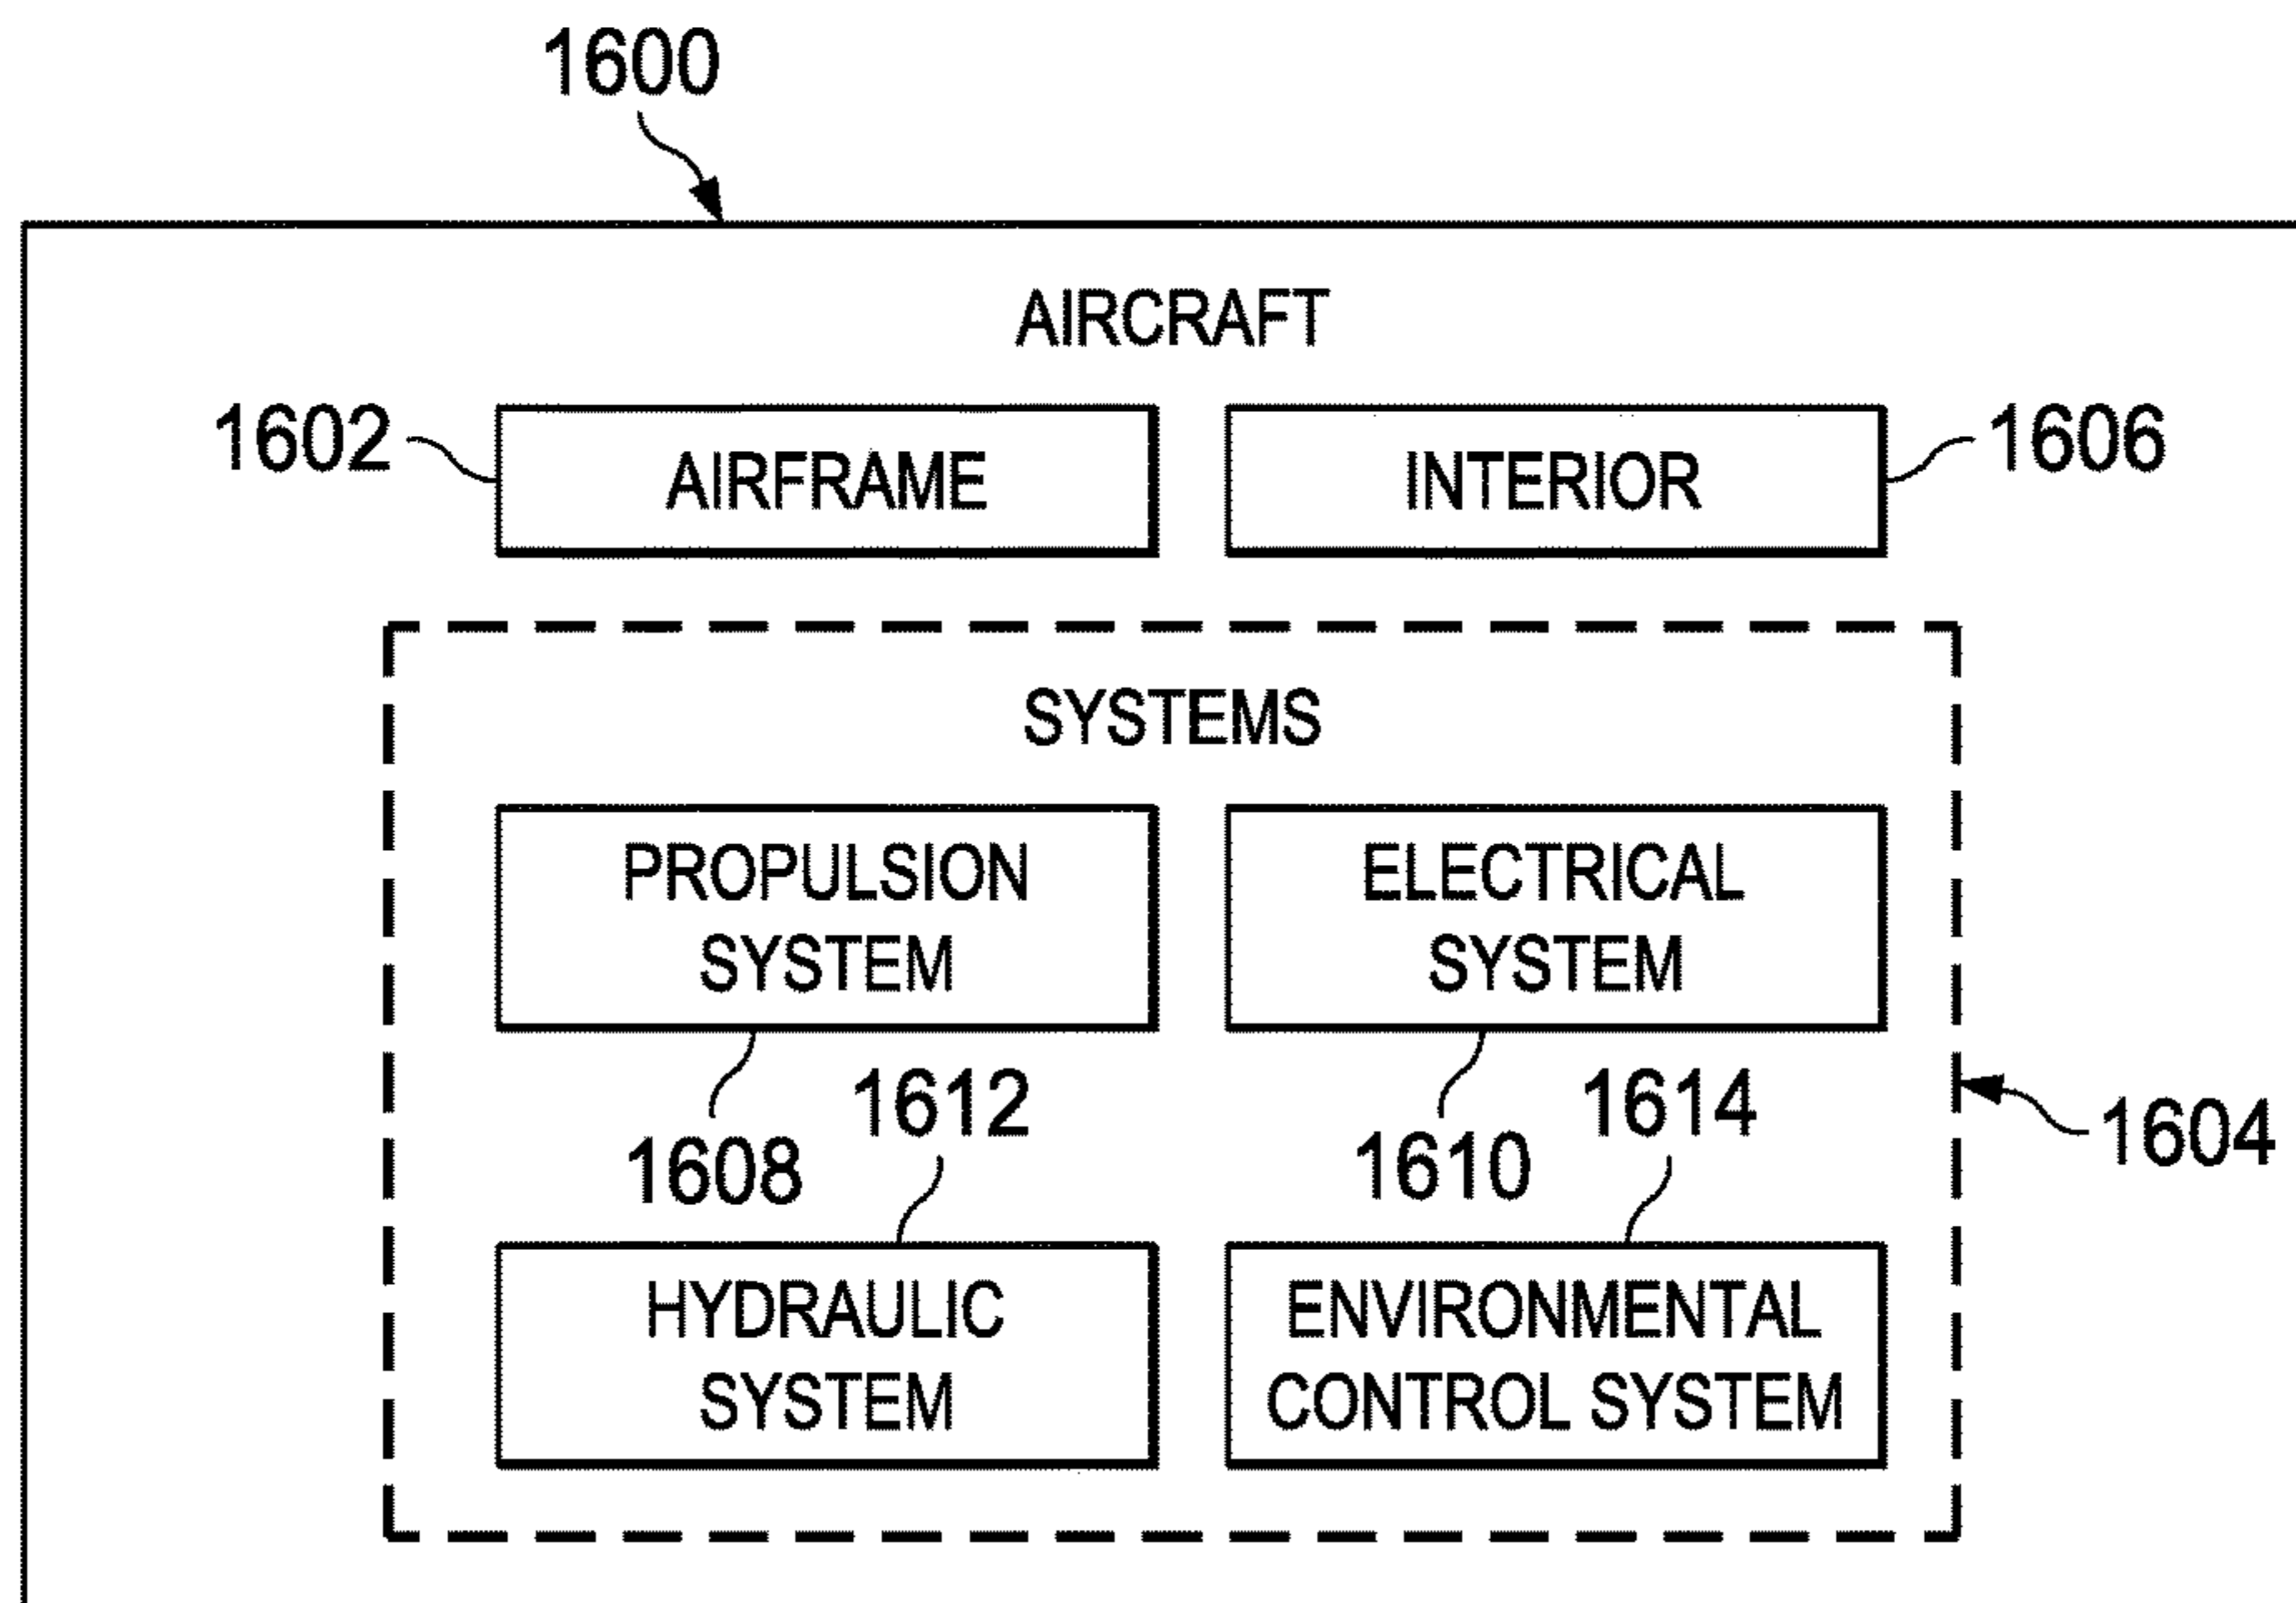 1600
AIRCRAFT
1602
AIRFRAME
INTERIOR
1606
SYSTEMS
PROPULSION
SYSTEM
ELECTRICAL
SYSTEM
1608
1612
1610
1614
1604
HYDRAULIC
SYSTEM
ENVIRONMENTAL
CONTROL SYSTEM